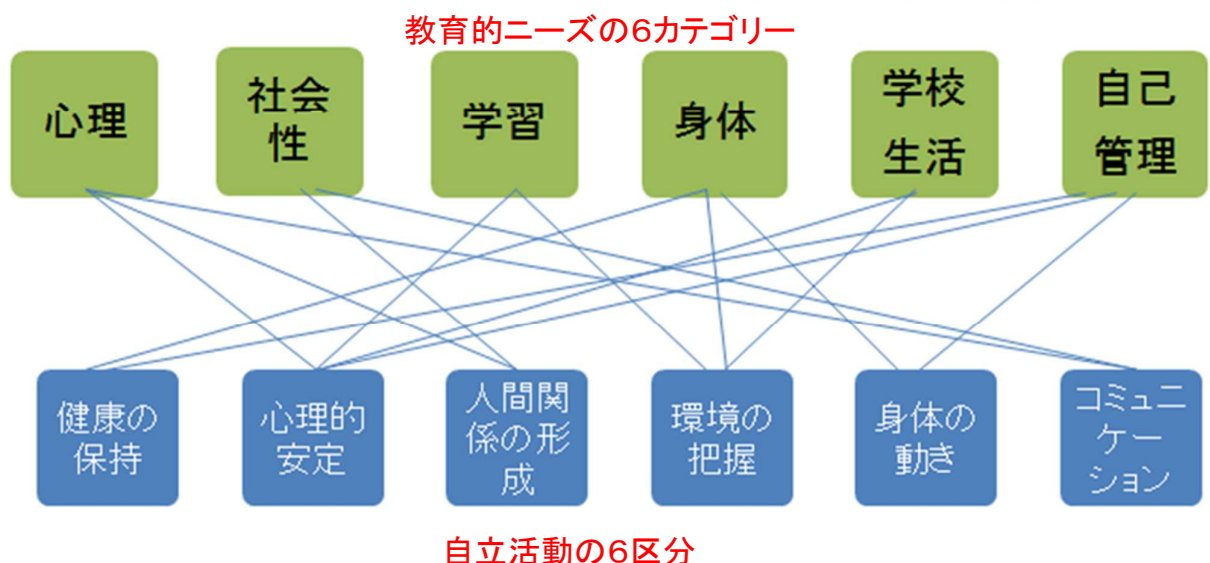 教育的ニーズの6カテゴリー
心理
社会
性
学習
身体
学校
生活
自己
管理
健康の
保持
心理的
安定
人間関
係の形
成
環境の
把握
身体の
動き
コミュニ
ケー
ション
自立活動の6区分